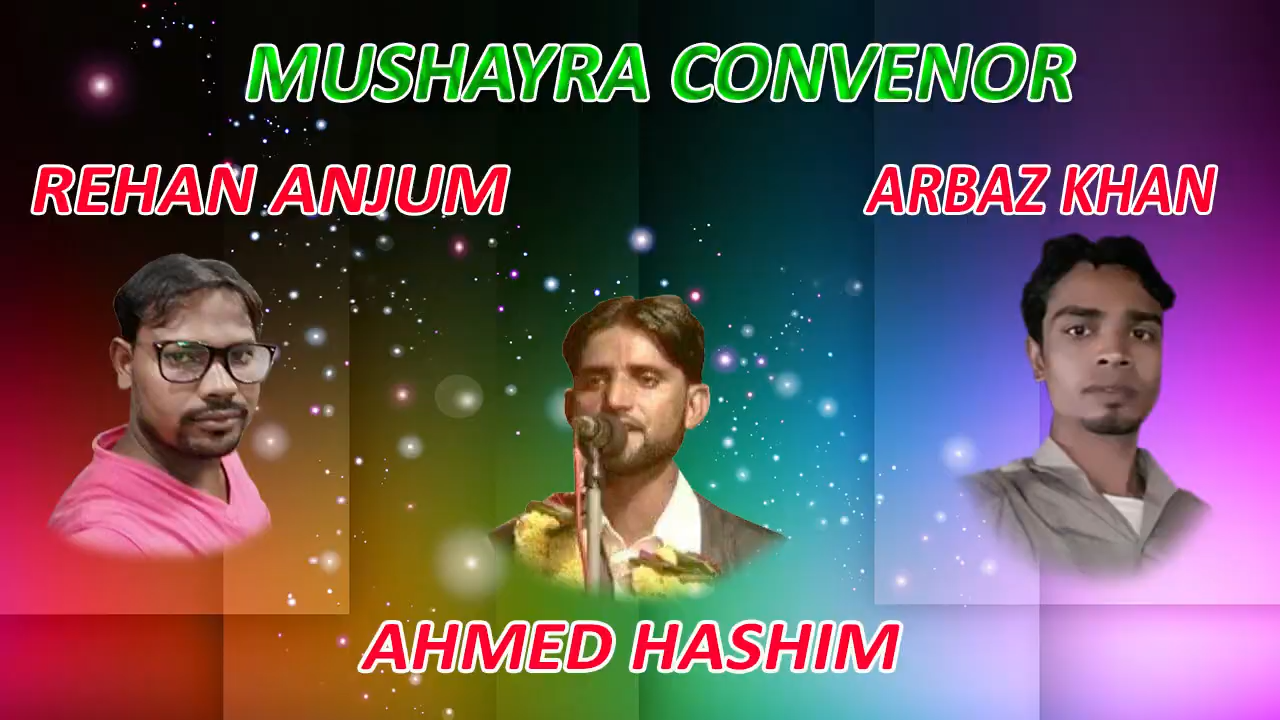 MUSHAYRA CONVENOR
REHAN ANJUM
ARBAZ KHAN
AHMED HASHIM